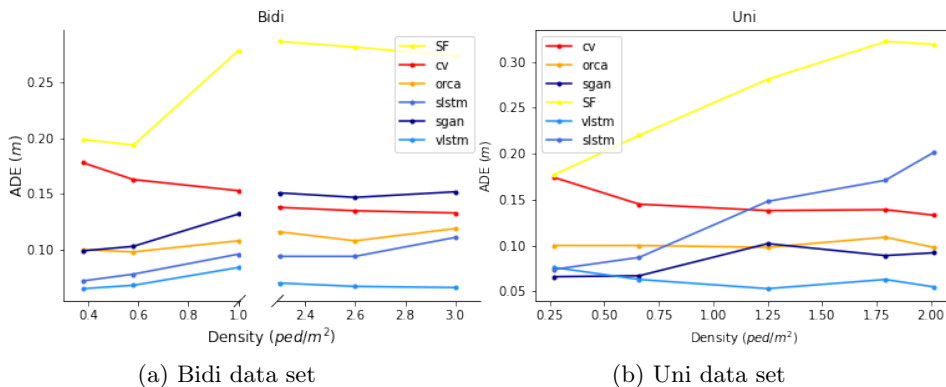 Bidi
ADE (m)
0.25
0.20
0.15
0.10
SF
cv
orca
slstm
sgan
vlstm
0.4 0.6 0.8 1.0 2.4 2.6 2.8 3.0
Density (ped/m²)
(a) Bidi data set
Uni
ADE (m)
0.30
0.25
0.20
0.15
0.10
0.05
cv
orca
sgan
SF
vlstm
slstm
0.25 0.50 0.75 1.00 1.25 1.50 1.75 2.00
Density (ped/m²)
(b) Uni data set